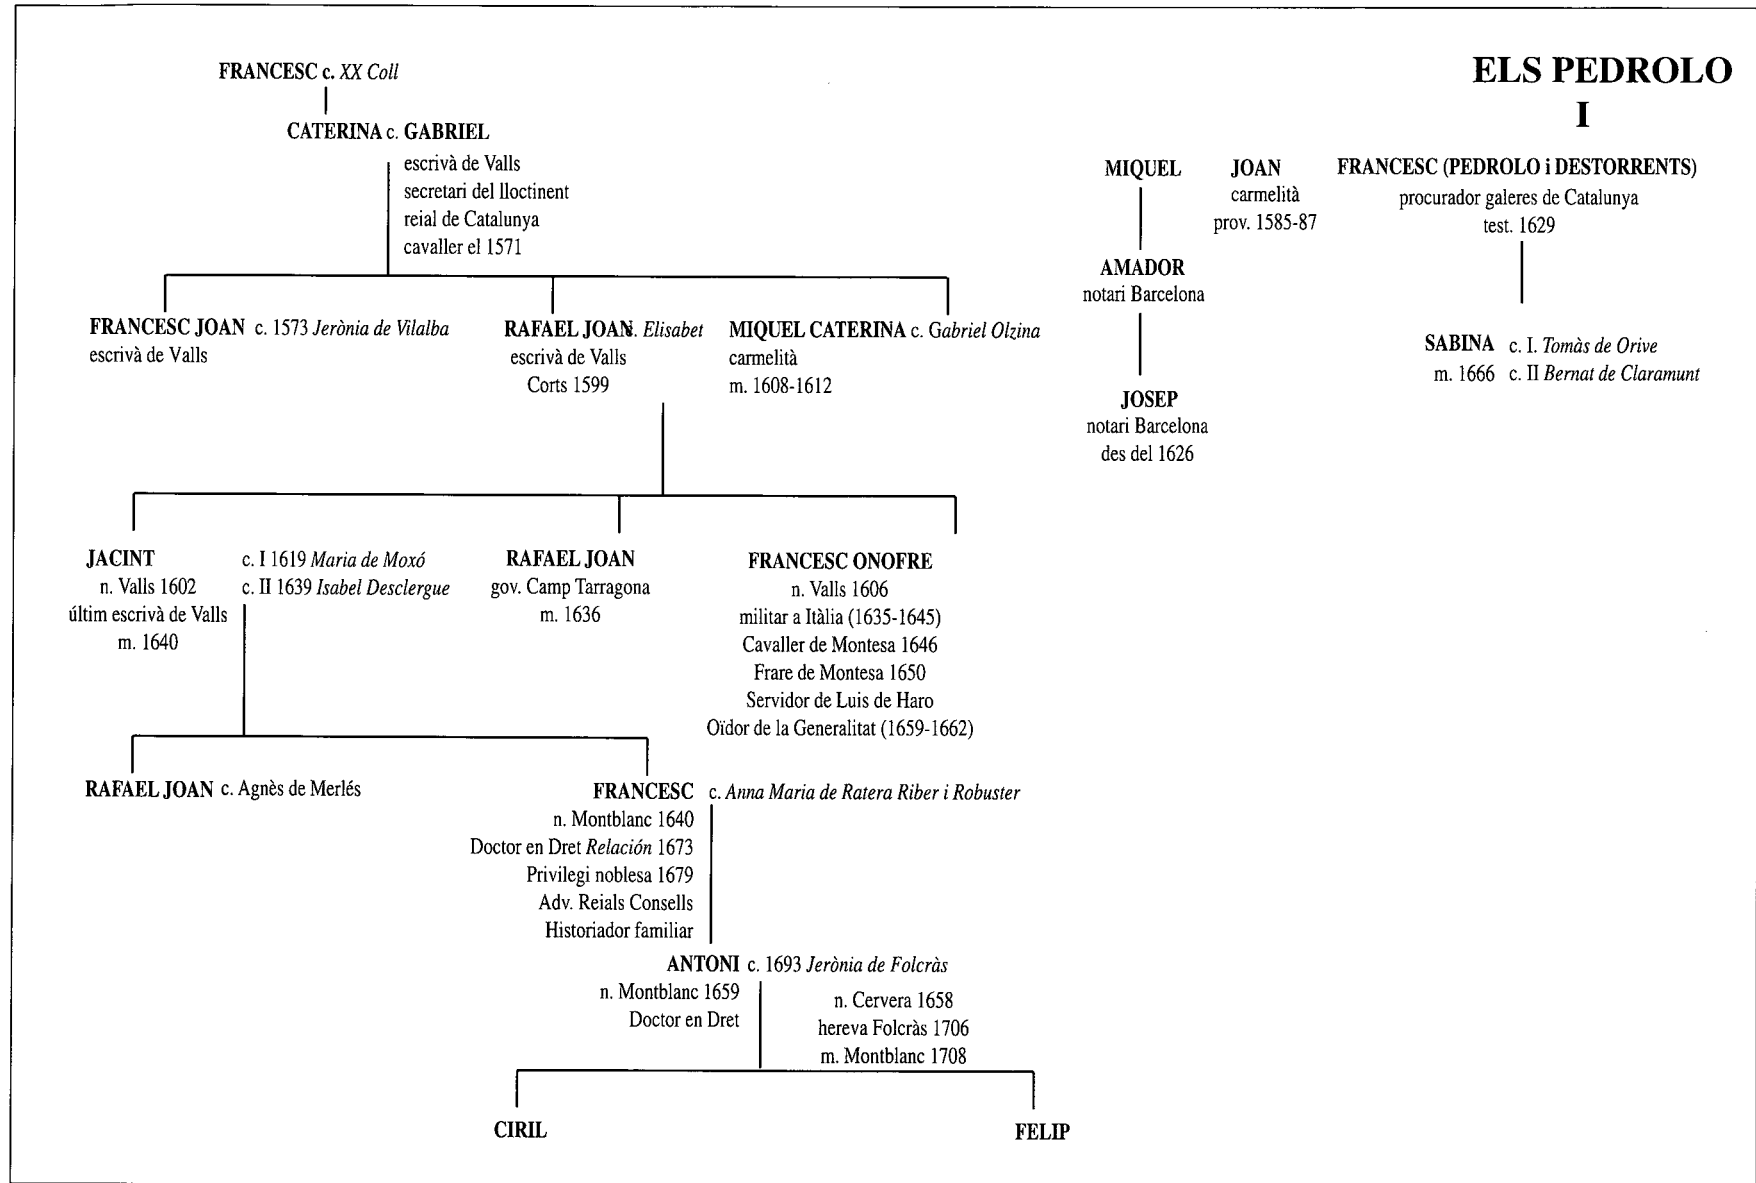 ELS PEDROLO
I
FRANCESC c. XX Coll
CATERINA c. GABRIEL
escrivà de Valls
secretari del lloctinent
reial de Catalunya
cavaller el 1571
MIQUEL
JOAN
carmelità
prov. 1585-87
FRANCESC (PEDROLO i DESTORRENTS)
procurador galeres de Catalunya
test. 1629
AMADOR
notari Barcelona
FRANCESC JOAN c. 1573 Jerònia de Vilalba
escrivà de Valls
RAFAEL JOAN c. Elisabet
escrivà de Valls
Corts 1599
MIQUEL CATERINA c. Gabriel Olzina
carmelità
m. 1608-1612
SABINA c. I. Tomàs de Orive
m. 1666 c. II Bernat de Claramunt
JOSEP
notari Barcelona
des del 1626
JACINT c. I 1619 Maria de Moxó
n. Valls 1602 c. II 1639 Isabel Desclergue
últim escrivà de Valls
m. 1640
RAFAEL JOAN
gov. Camp Tarragona
m. 1636
FRANCESC ONOFRE
n. Valls 1606
militar a Itàlia (1635-1645)
Cavaller de Montesa 1646
Frare de Montesa 1650
Servidor de Luis de Haro
Oïdor de la Generalitat (1659-1662)
RAFAEL JOAN c. Agnès de Merlés
FRANCESC c. Anna Maria de Ratera Riber i Robuster
n. Montblanc 1640
Doctor en Dret Relación 1673
Privilegi noblesa 1679
Adv. Reials Consells
Historiador familiar
ANTONI c. 1693 Jerònia de Folcràs
n. Montblanc 1659
Doctor en Dret
n. Cervera 1658
hereva Folcràs 1706
m. Montblanc 1708
CIRIL
FELIP